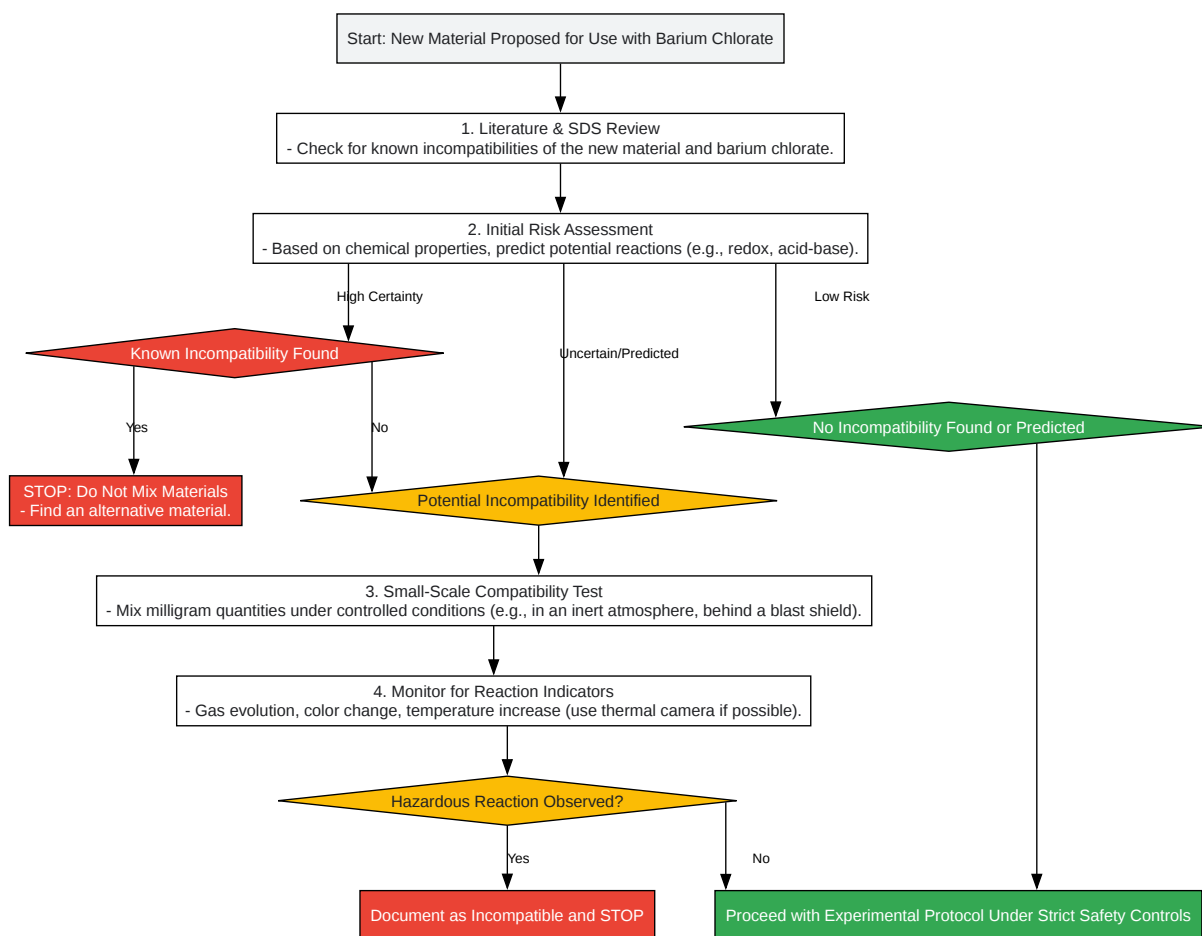 Start: New Material Proposed for Use with Barium Chlorate
1. Literature & SDS Review
- Check for known incompatibilities of the new material and barium chlorate.
2. Initial Risk Assessment
- Based on chemical properties, predict potential reactions (e.g., redox, acid-base).
High Certainty
Low Risk
Known Incompatibility Found
Uncertain/Predicted
Yes
No
No Incompatibility Found or Predicted
STOP: Do Not Mix Materials
- Find an alternative material.
Potential Incompatibility Identified
3. Small-Scale Compatibility Test
- Mix milligram quantities under controlled conditions (e.g., in an inert atmosphere, behind a blast shield).
4. Monitor for Reaction Indicators
- Gas evolution, color change, temperature increase (use thermal camera if possible).
Hazardous Reaction Observed?
Yes
No
Document as Incompatible and STOP
Proceed with Experimental Protocol Under Strict Safety Controls